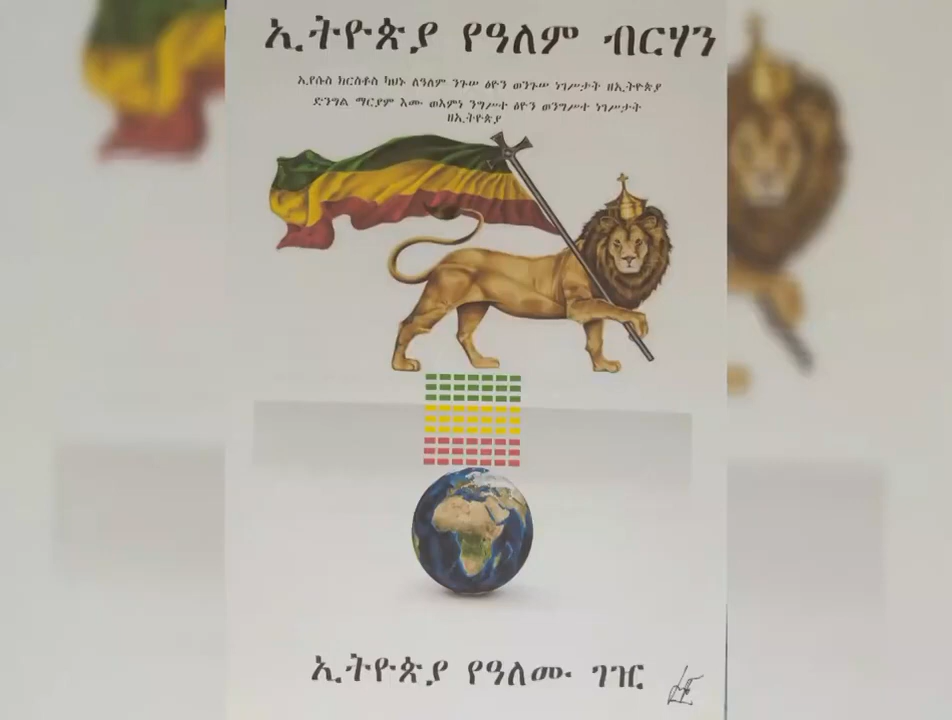 ኢትዮጵያ የዓለም ብርሃን
ኢየሱስ ክርስቶስ ካህኑ ለዓለም ንጉሠ ፅዮን ወንጉሠ ነገሥታት ዘኢትዮጵያ
ድንግል ማርያም እሙ ወእምነ ንግሥተ ፅዮን ወንግሥተ ነገሥታት
ዘኢትዮጵያ
ኢትዮጵያ የዓለሙ ገዢ